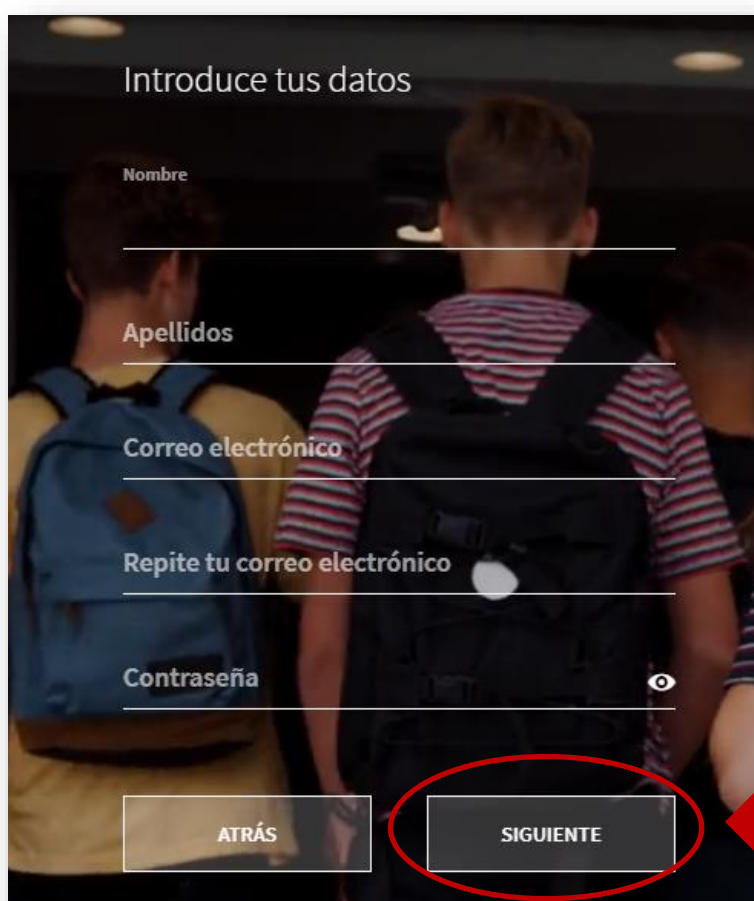 Introduce tus datos
Nombre
Apellidos
Correo electrónico
Repite tu correo electrónico
Contraseña
ATRÁS
SIGUIENTE